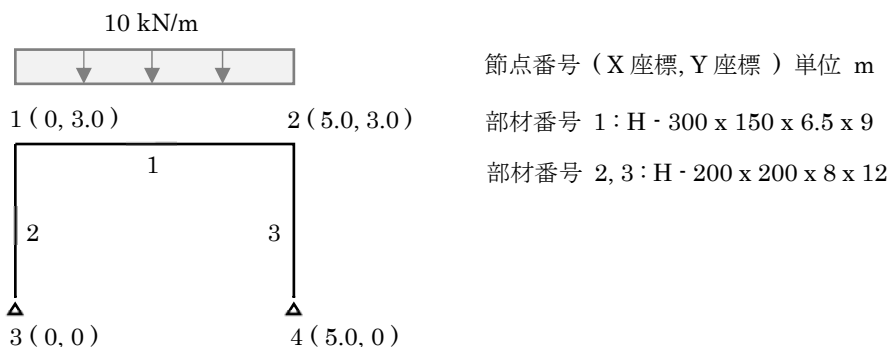 10 kN/m
節点番号 ( X 座標, Y 座標 ) 単位 m
1 ( 0, 3.0 )
2 ( 5.0, 3.0 )
部材番号 1 : H - 300 x 150 x 6.5 x 9
1
部材番号 2, 3 : H - 200 x 200 x 8 x 12
2
3
3 ( 0, 0 )
4 ( 5.0, 0 )